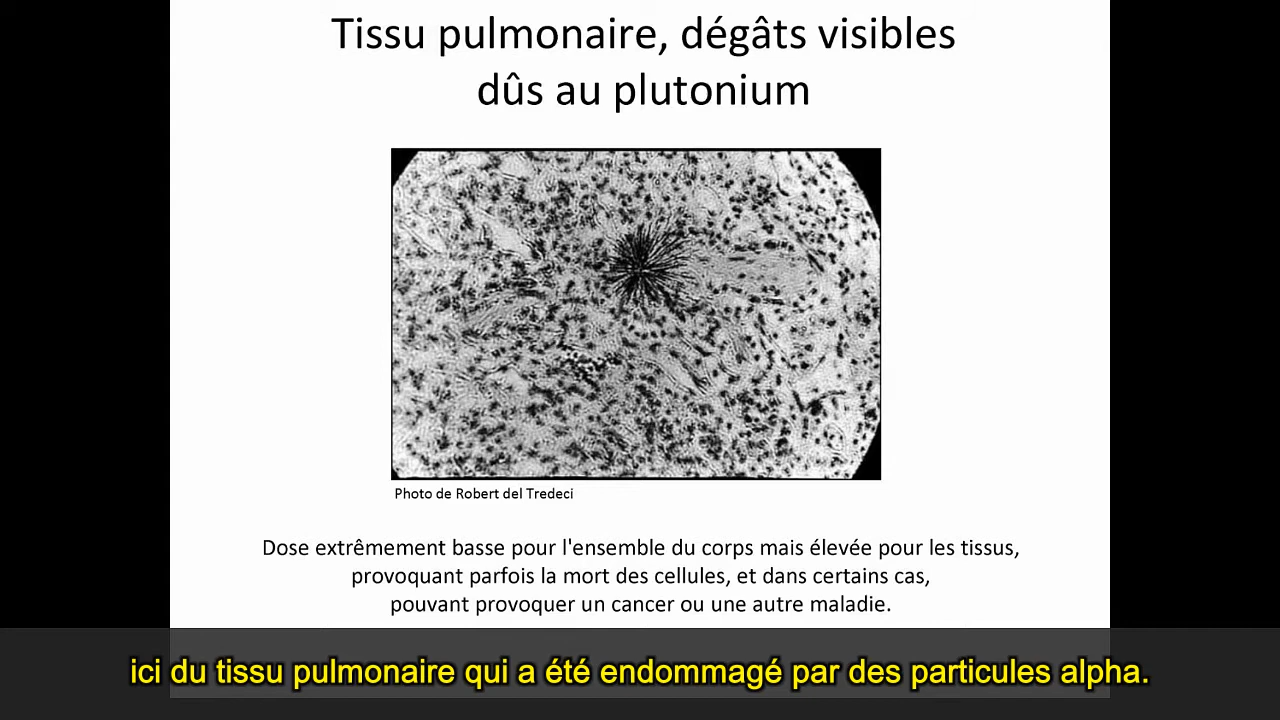 Tissu pulmonaire, dégâts visibles
dûs au plutonium
Photo de Robert del Tredeci
Dose extrêmement basse pour l'ensemble du corps mais élevée pour les tissus,
provoquant parfois la mort des cellules, et dans certains cas,
pouvant provoquer un cancer ou une autre maladie.
ici du tissu pulmonaire qui a été endommagé par des particules alpha.